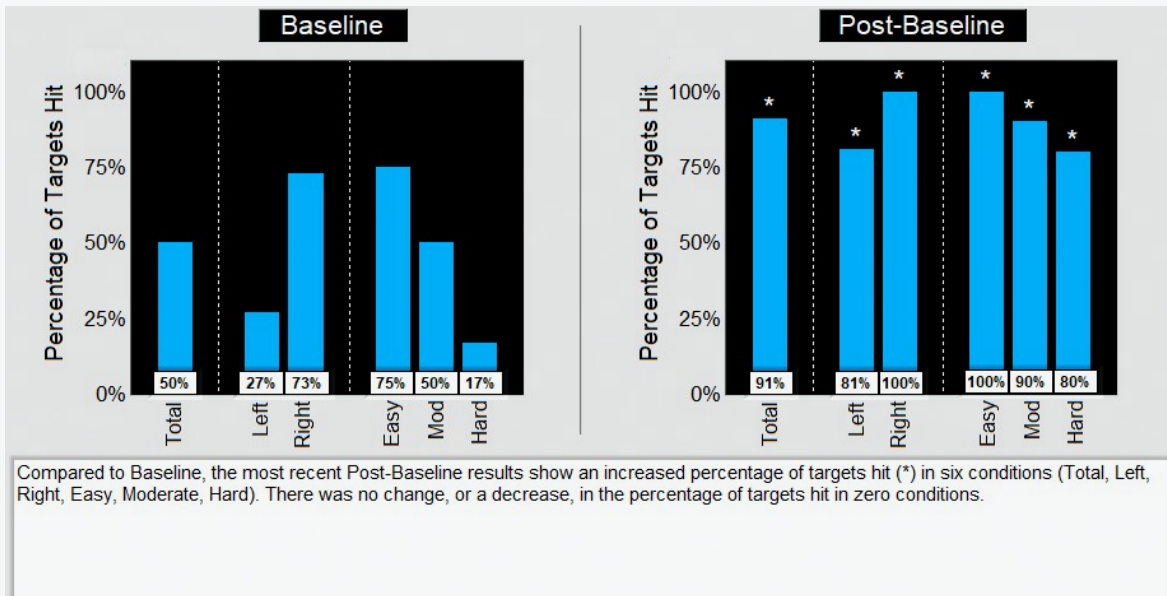 Baseline
Percentage of Targets Hit
100%
75%
50%
25%
0%
50%
27%
73%
75%
50%
17%
Total
Left
Right
Easy
Mod
Hard
Post-Baseline
Percentage of Targets Hit
100%
75%
50%
25%
0%
*
*
*
*
*
*
91%
81%
100%
100%
90%
80%
Total
Left
Right
Easy
Mod
Hard
Compared to Baseline, the most recent Post-Baseline results show an increased percentage of targets hit (*) in six conditions (Total, Left,
Right, Easy, Moderate, Hard). There was no change, or a decrease, in the percentage of targets hit in zero conditions.